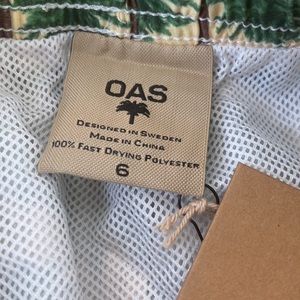 OAS
Designed in Sweden
Made in China
100% Fast Drying Polyester
6